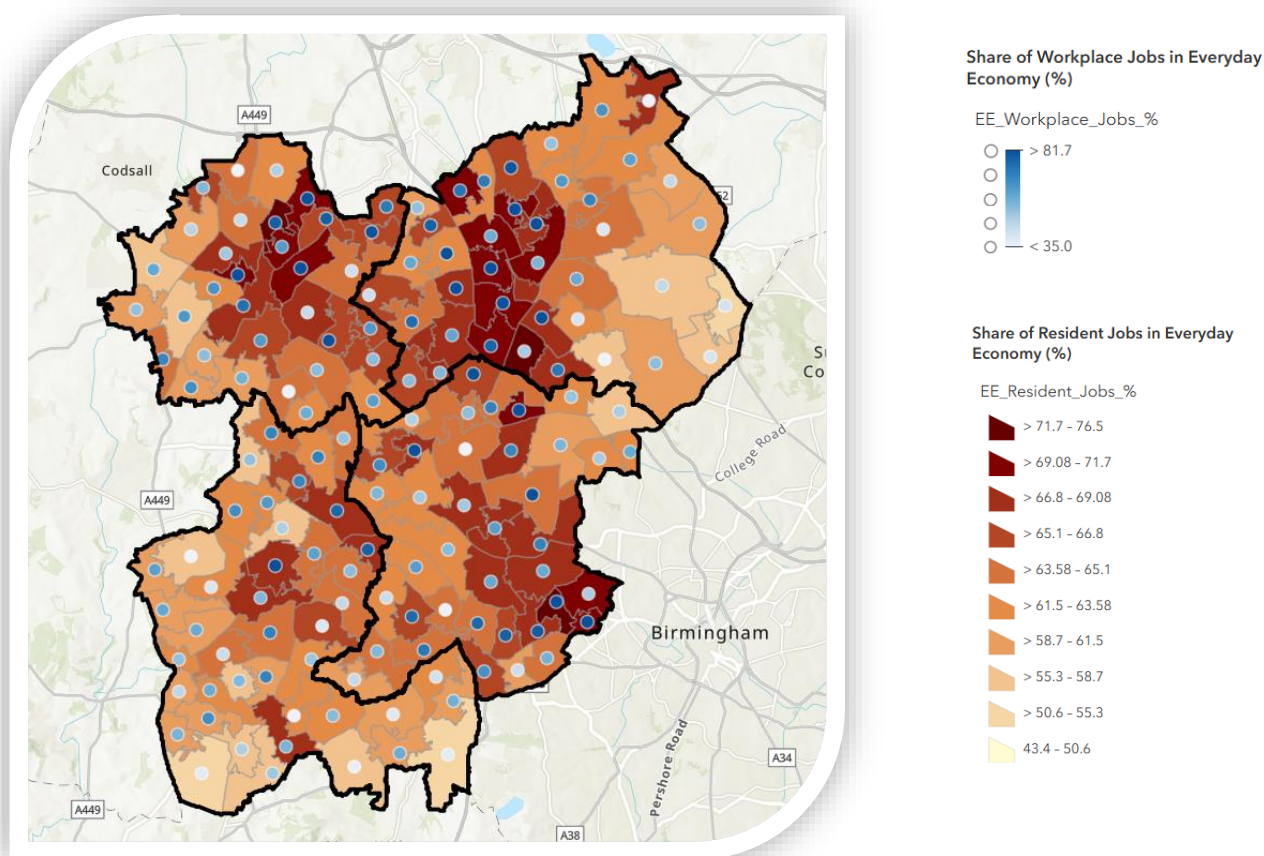 Share of Workplace Jobs in Everyday
Economy (%)
EE_Workplace_Jobs_%
> 81.7
< 35.0
Share of Resident Jobs in Everyday
Economy (%)
EE_Resident_Jobs_%
> 71.7 - 76.5
> 69.08 - 71.7
> 66.8 - 69.08
> 65.1 - 66.8
> 63.58 - 65.1
> 61.5 - 63.58
> 58.7 - 61.5
> 55.3 - 58.7
> 50.6 - 55.3
43.4 - 50.6
A449
Codsall
College Road
A449
Birmingham
Pershore Road
A34
A449
A38